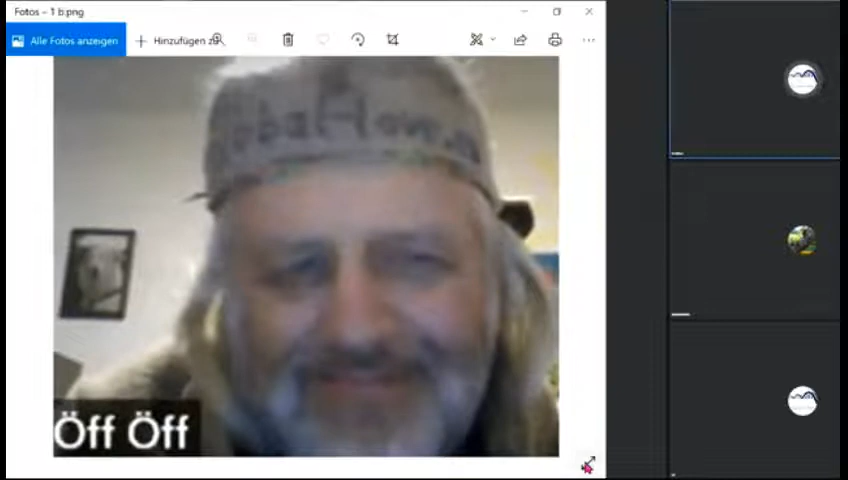 Fotos – 1 b.png
Alle Fotos anzeigen
Hinzufügen zu
Öff Öff